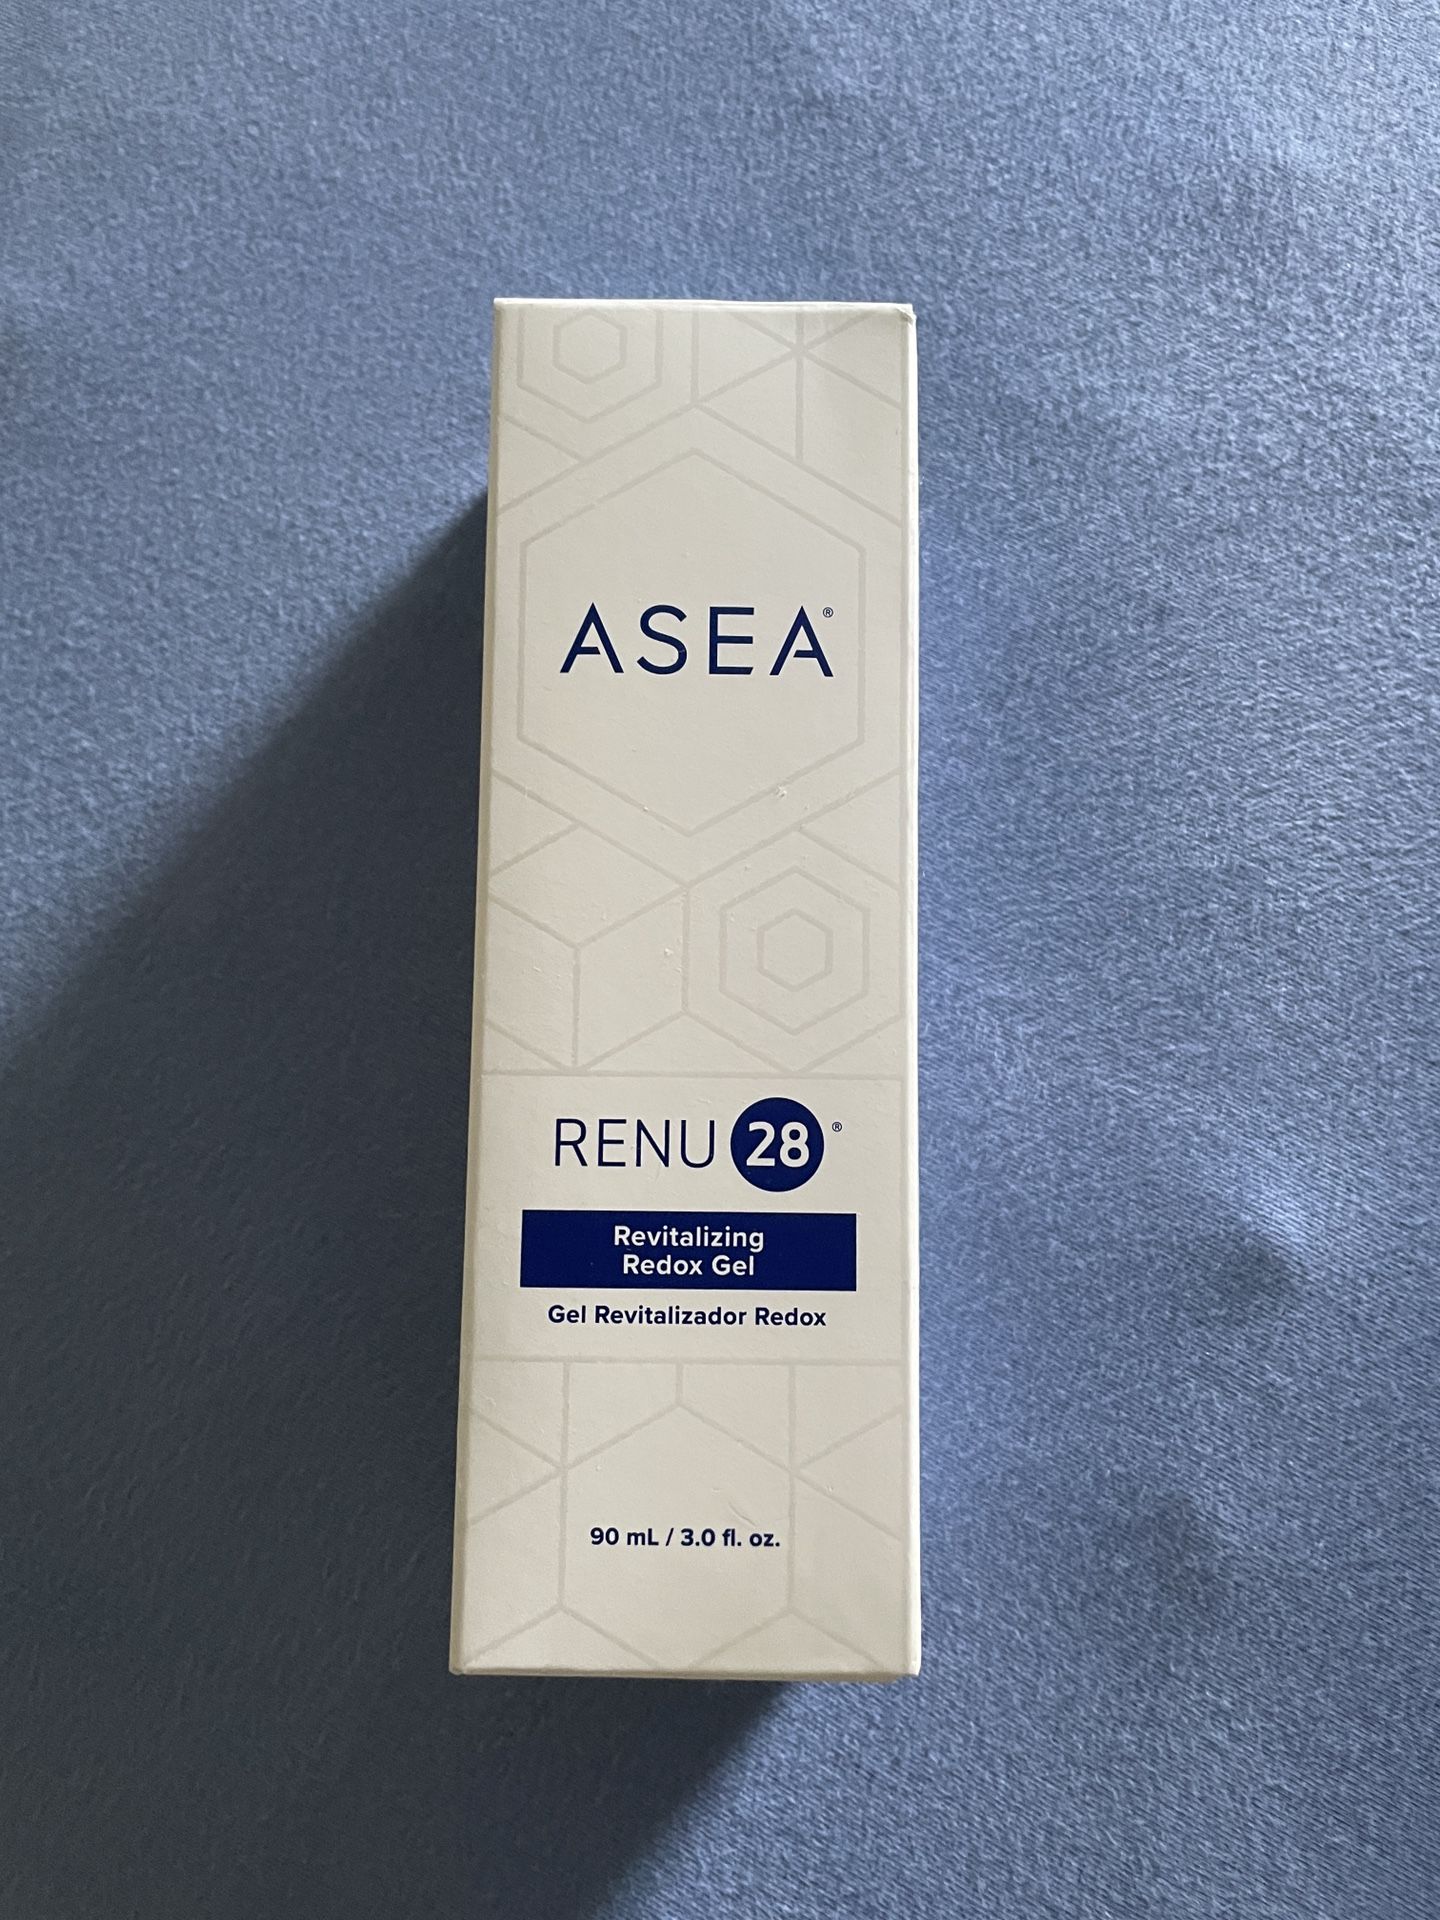 ASEA®
RENU 28®
Revitalizing
Redox Gel
Gel Revitalizador Redox
90 mL / 3.0 fl. oz.